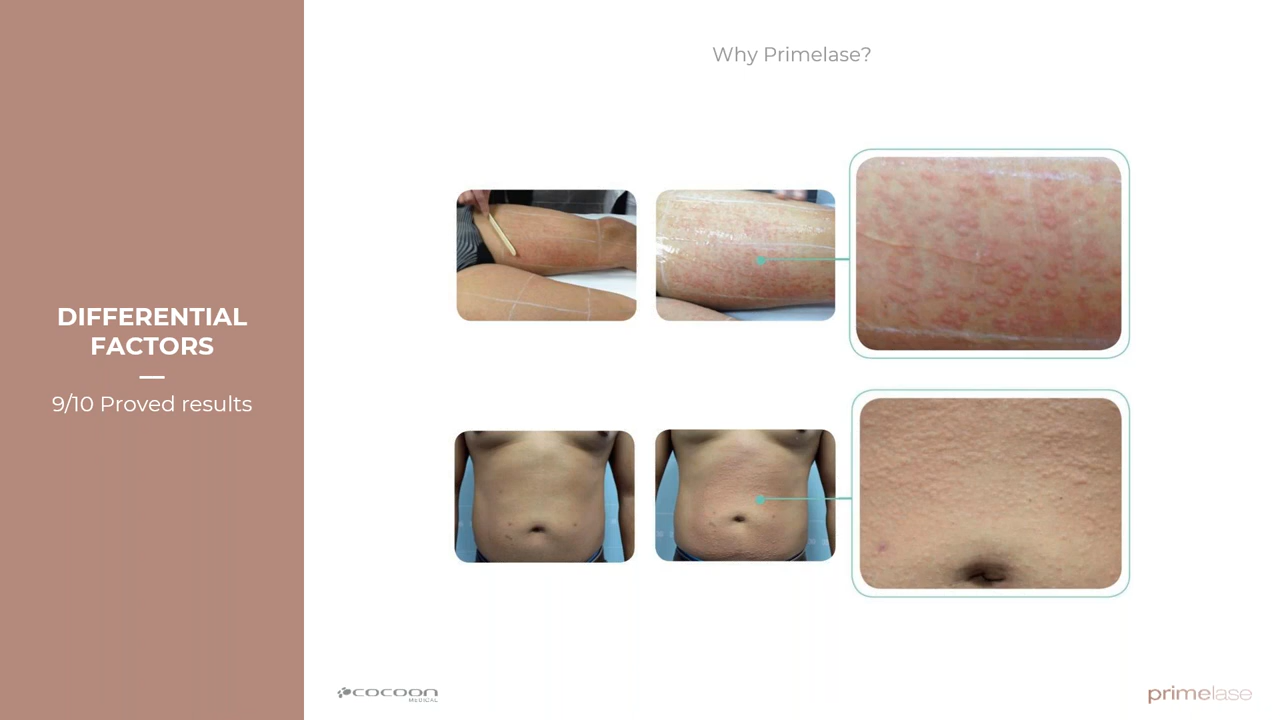 Why Primelase?
DIFFERENTIAL
FACTORS
9/10 Proved results
COCOON
MEDICAL
primelase